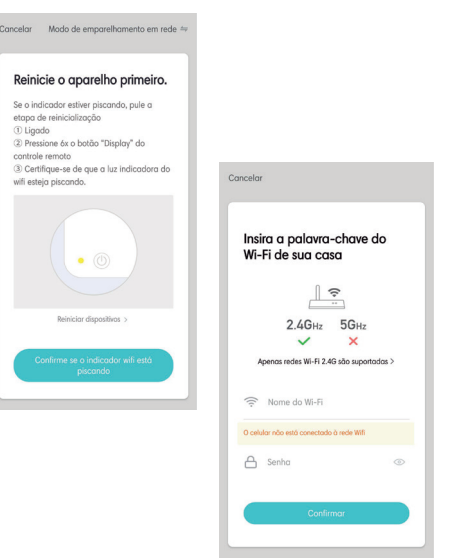 Cancelar Modo de emparelhamento em rede ⇋
Reinicie o aparelho primeiro.
Se o indicador estiver piscando, pule a
etapa de reinicialização
① Ligado
② Pressione 6x o botão "Display" do
controle remoto
③ Certifique-se de que a luz indicadora do
wifi esteja piscando.
Reiniciar dispositivos >
Confirme se o indicador wifi está
piscando
Cancelar
Insira a palavra-chave do
Wi-Fi de sua casa
2.4GHz 5GHz
Apenas redes Wi-Fi 2.4G são suportadas >
Nome do Wi-Fi
O celular não está conectado à rede Wifi
Senha
Confirmar